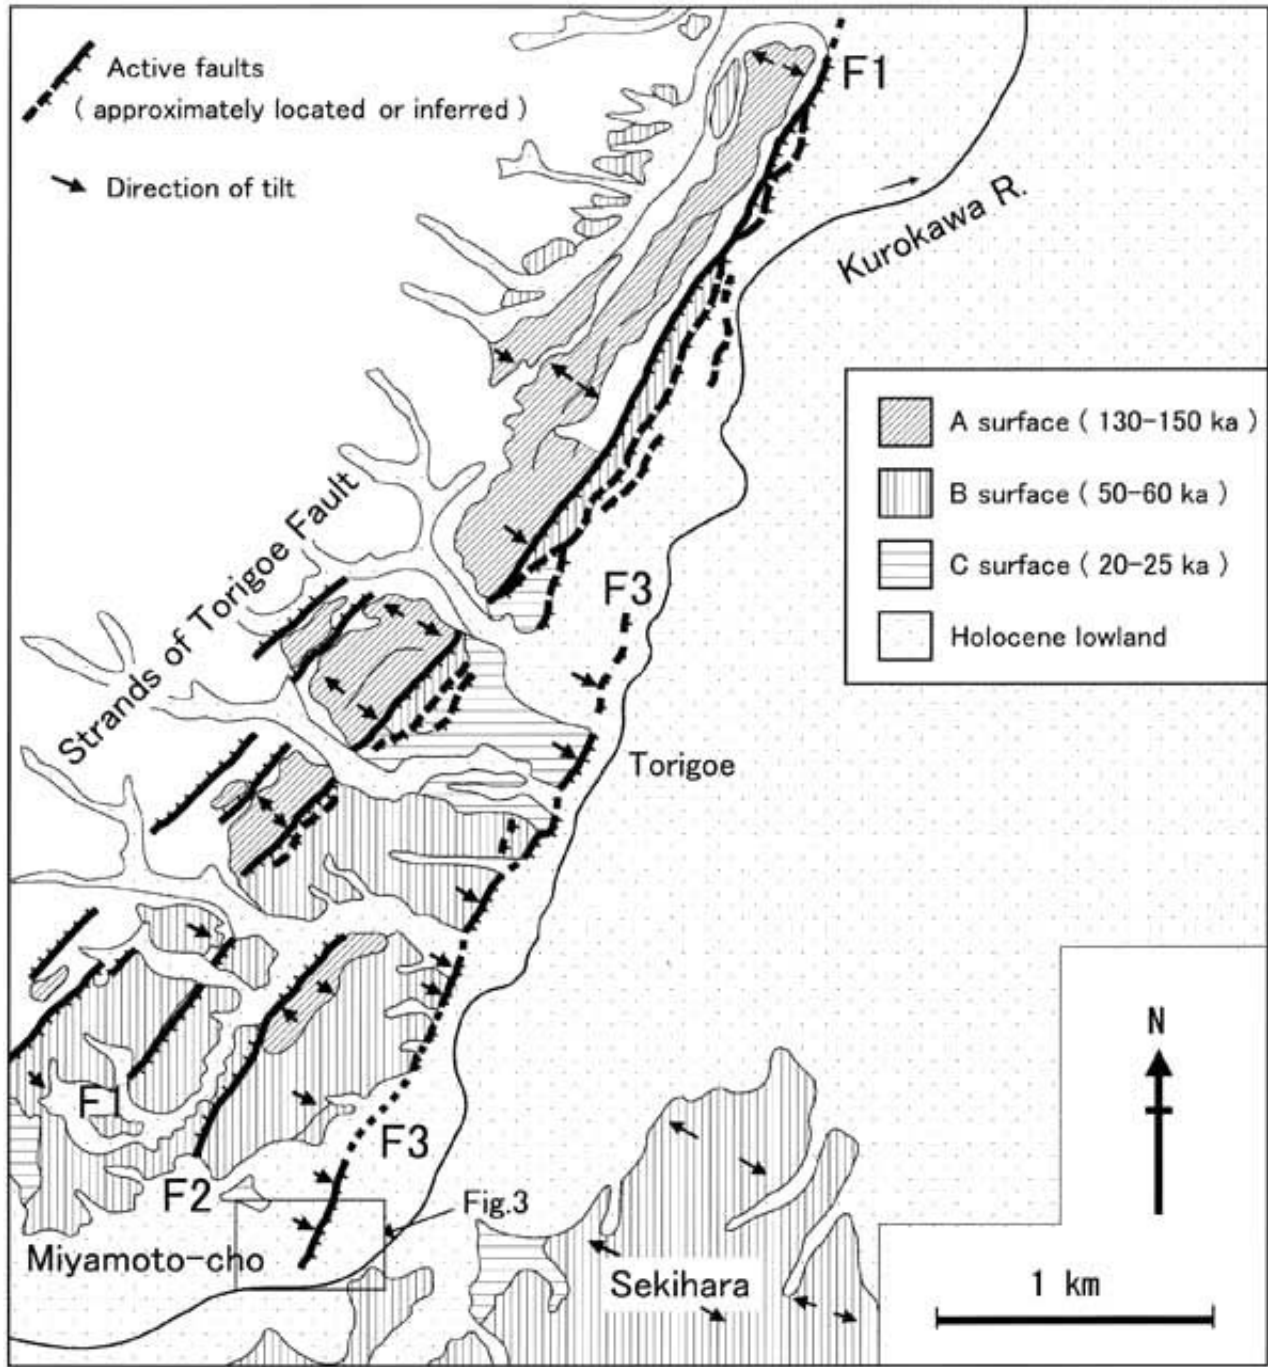 Active faults
( approximately located or inferred )
Direction of tilt
F1
Kurokawa R.
A surface ( 130-150 ka )
B surface ( 50-60 ka )
C surface ( 20-25 ka )
Holocene lowland
Strands of Torigoe Fault
F3
Torigoe
F1
F3
F2
Fig.3
Miyamoto-cho
Sekihara
N
1 km